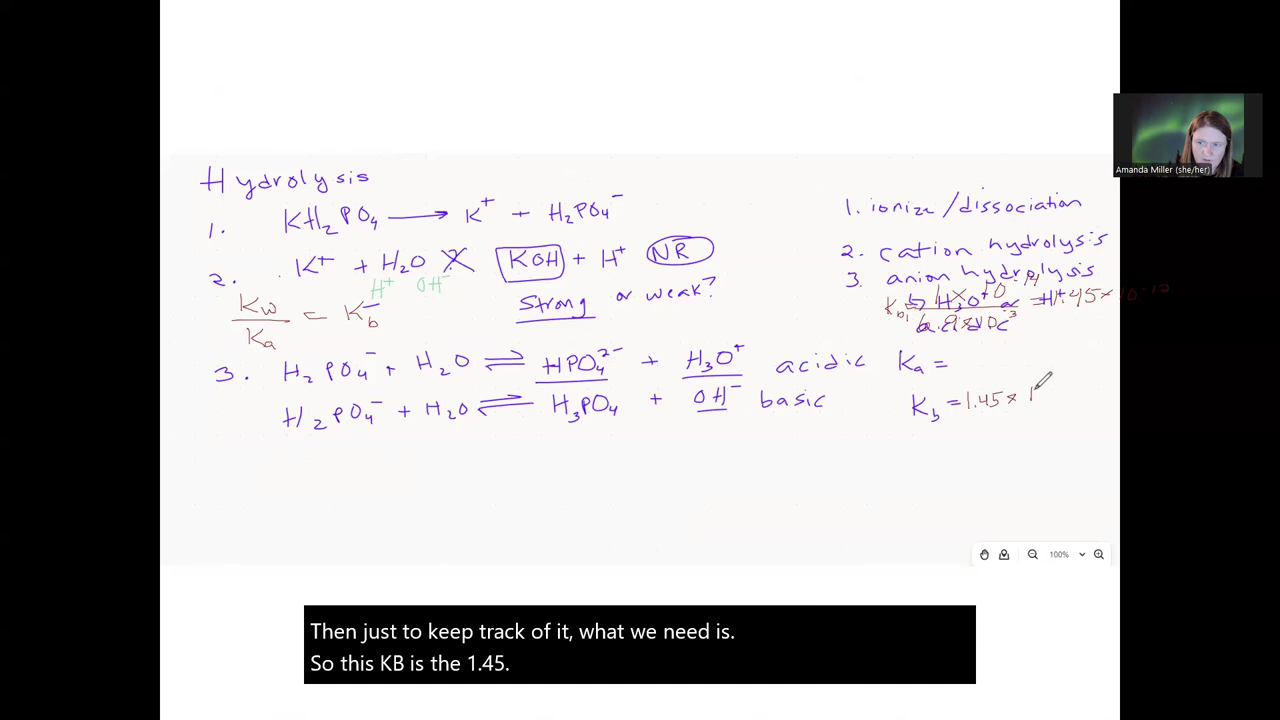 Hydrolysis
1. KH₂PO₄ → K⁺ + H₂PO₄⁻
2. K⁺ + H₂O KOH + H⁺ NR
H⁺ OH⁻
Strong or weak?
Kw / Ka = Kb
3. H₂PO₄⁻ + H₂O ⇌ HPO₄²⁻ + H₃O⁺ acidic Ka =
H₂PO₄⁻ + H₂O ⇌ H₃PO₄ + OH⁻ basic Kb = 1.45 × 1
1. ionize/dissociation
2. cation hydrolysis
3. anion hydrolysis
Amanda Miller (she/her)
100%
Then just to keep track of it, what we need is.
So this KB is the 1.45.